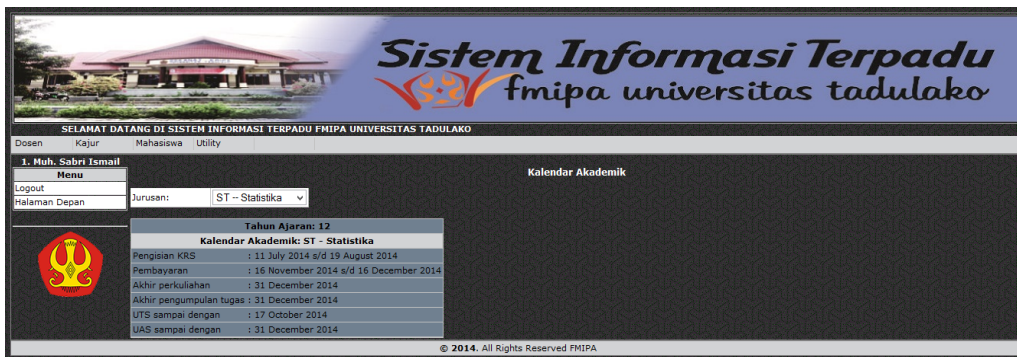 Sistem Informasi Terpadu
fmipa universitas tadulako
SELAMAT DATANG DI SISTEM INFORMASI TERPADU FMIPA UNIVERSITAS TADULAKO
Dosen Kajur Mahasiswa Utility
1. Muh. Sabri Ismail
Menu
Logout
Halaman Depan
Kalendar Akademik
Jurusan: ST -- Statistika
Tahun Ajaran: 12
Kalendar Akademik: ST - Statistika
Pengisian KRS : 11 July 2014 s/d 19 August 2014
Pembayaran : 16 November 2014 s/d 16 December 2014
Akhir perkuliahan : 31 December 2014
Akhir pengumpulan tugas : 31 December 2014
UTS sampai dengan : 17 October 2014
UAS sampai dengan : 31 December 2014
© 2014. All Rights Reserved FMIPA